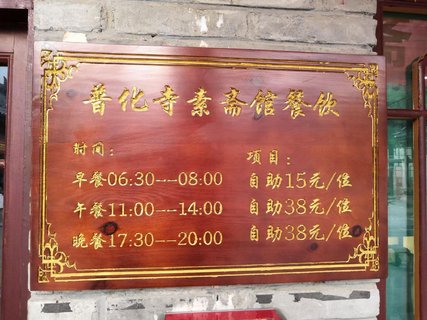 普化寺素斋馆餐饮
时间： 项目：
早餐06:30——08:00 自助15元/位
午餐11:00——14:00 自助38元/位
晚餐17:30——20:00 自助38元/位